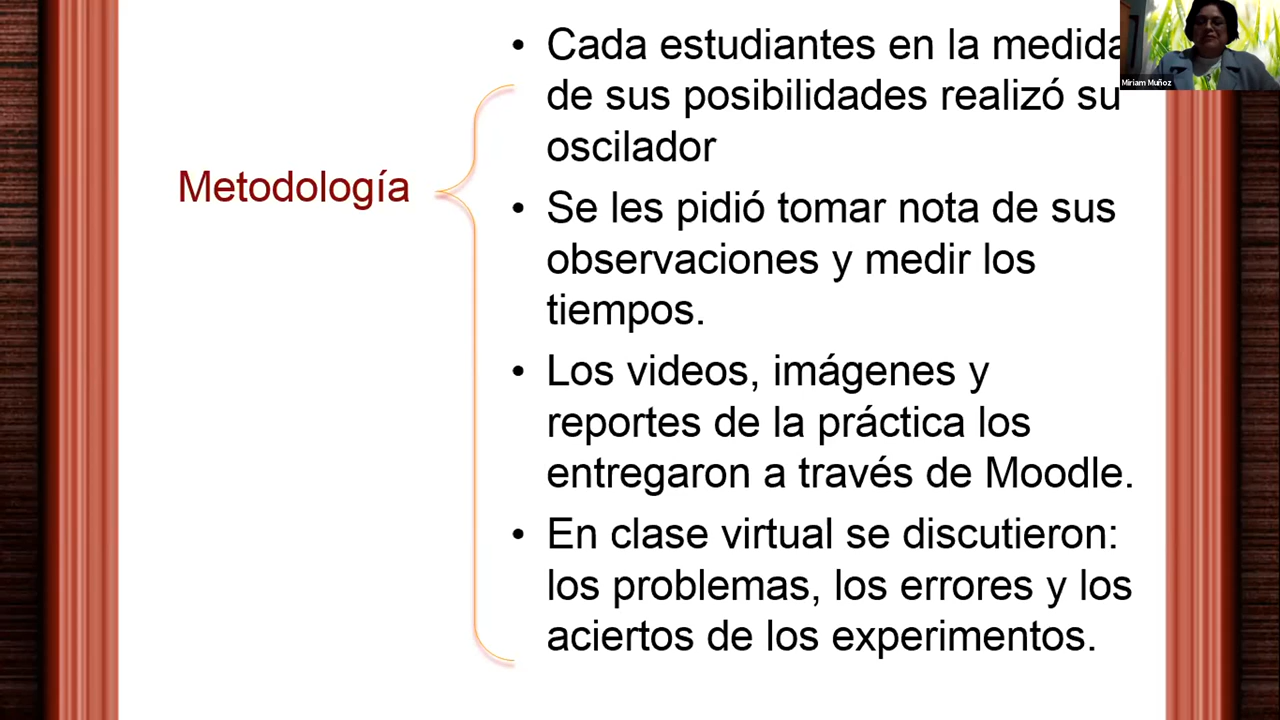 • Cada estudiantes en la medida
de sus posibilidades realizó su
oscilador
Metodología
• Se les pidió tomar nota de sus
observaciones y medir los
tiempos.
• Los videos, imágenes y
reportes de la práctica los
entregaron a través de Moodle.
• En clase virtual se discutieron:
los problemas, los errores y los
aciertos de los experimentos.
Miriam Muñoz